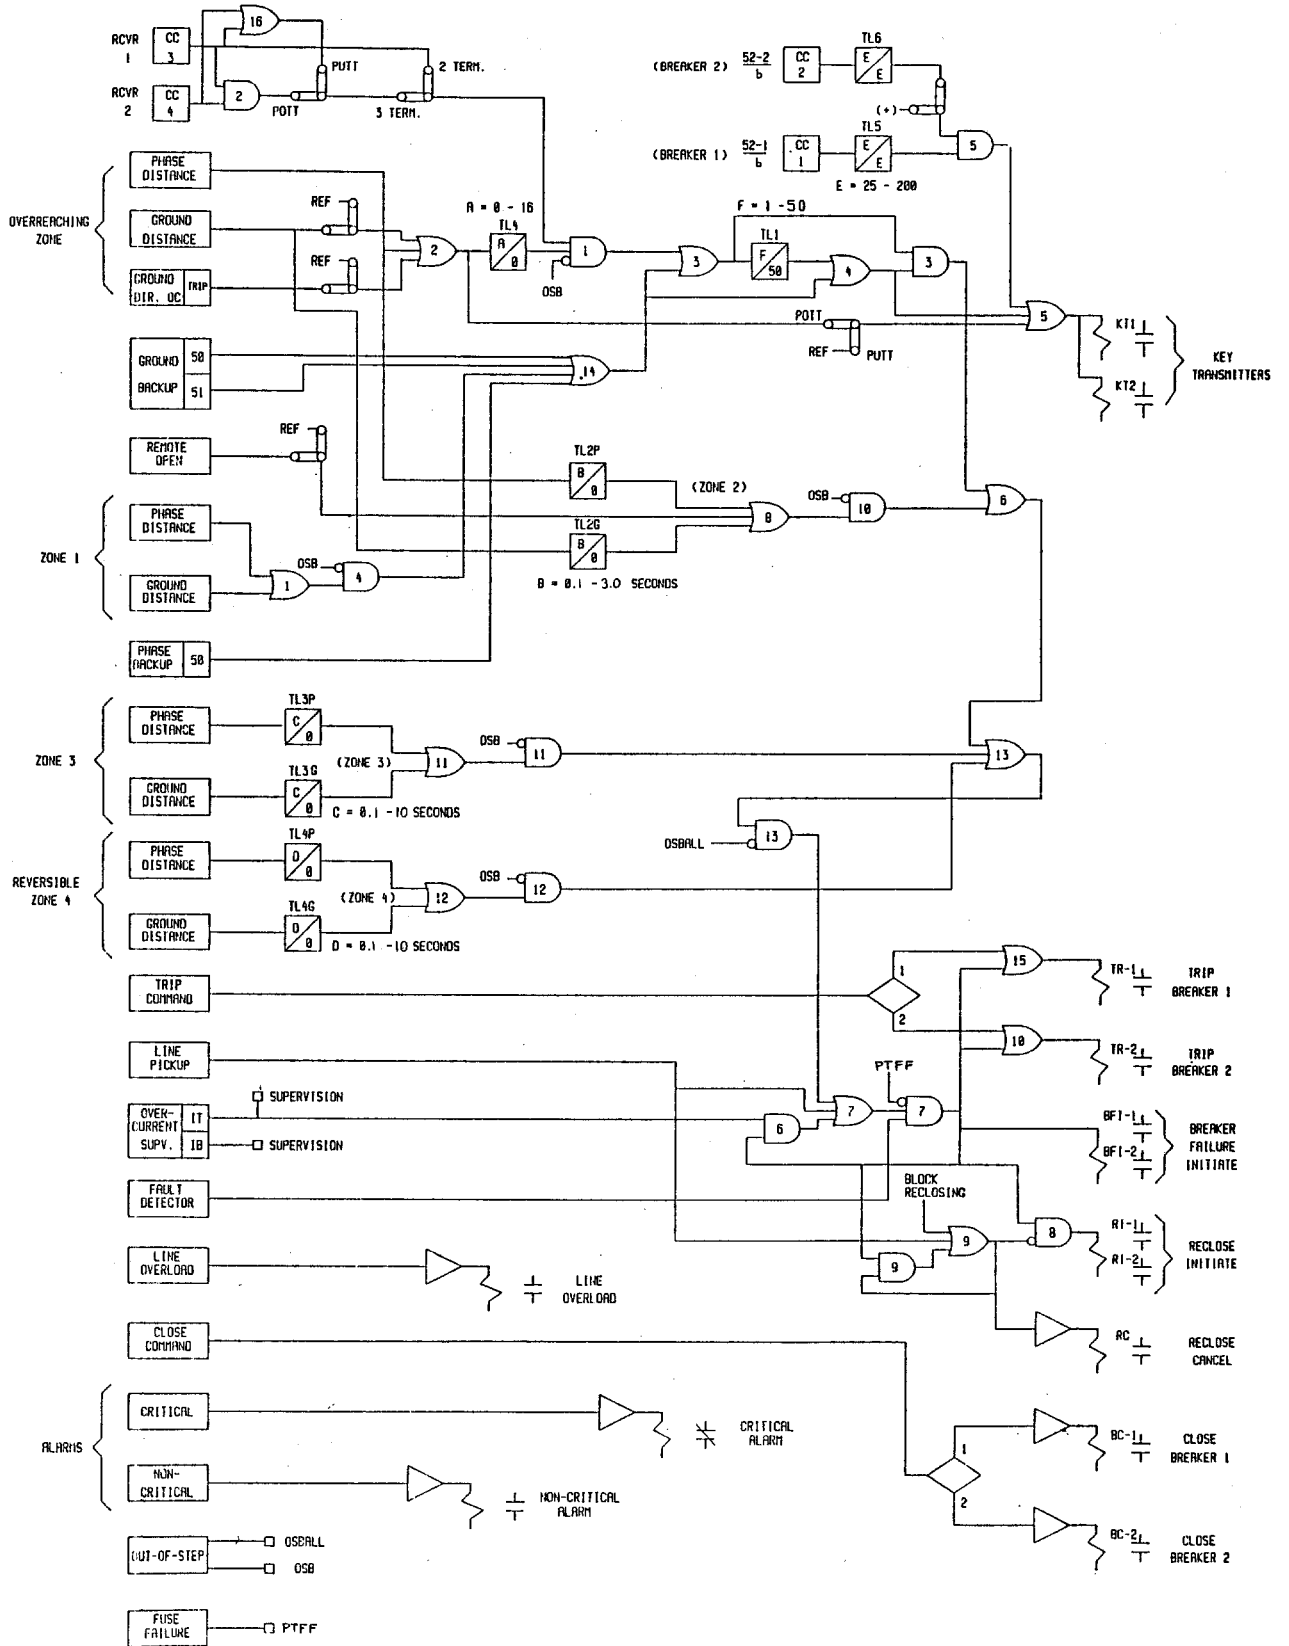 RCVR 1
CC 3
16
RCVR 2
CC 4
2
PUTT
POTT
2 TERM.
3 TERM.
(BREAKER 2)
52-2
b
CC 2
TL6
E
E
(+)
(BREAKER 1)
52-1
b
CC 1
TL5
E
E
5
E = 25 - 200
OVERREACHING ZONE
PHASE DISTANCE
GROUND DISTANCE
REF
GROUND DIR. OC
TRIP
REF
2
A = 0 - 16
TL4
A
0
OSB
1
3
F = 1 - 50
TL1
F
50
4
3
POTT
REF
PUTT
5
KT1
KT2
KEY TRANSMITTERS
GROUND BACKUP
50
51
14
REMOTE OPEN
REF
TL2P
B
0
(ZONE 2)
TL2G
B
0
B = 0.1 - 3.0 SECONDS
8
OSB
10
6
ZONE 1
PHASE DISTANCE
GROUND DISTANCE
1
OSB
4
PHASE BACKUP
50
ZONE 3
PHASE DISTANCE
GROUND DISTANCE
TL3P
C
0
(ZONE 3)
TL3G
C
0
C = 0.1 - 10 SECONDS
11
OSB
11
13
OSBALL
13
REVERSIBLE ZONE 4
PHASE DISTANCE
GROUND DISTANCE
TL4P
D
0
(ZONE 4)
TL4G
D
0
D = 0.1 - 10 SECONDS
12
OSB
12
TRIP COMMAND
1
2
15
TR-1
TRIP BREAKER 1
10
TR-2
TRIP BREAKER 2
LINE PICKUP
OVER-CURRENT SUPV.
IT
IB
SUPERVISION
SUPERVISION
6
7
PTFF
7
BFI-1
BFI-2
BREAKER FAILURE INITIATE
FAULT DETECTOR
BLOCK RECLOSING
9
9
8
RI-1
RI-2
RECLOSE INITIATE
LINE OVERLOAD
LINE OVERLOAD
RC
RECLOSE CANCEL
CLOSE COMMAND
ALARMS
CRITICAL
CRITICAL ALARM
NON-CRITICAL
NON-CRITICAL ALARM
1
2
BC-1
CLOSE BREAKER 1
BC-2
CLOSE BREAKER 2
OUT-OF-STEP
OSBALL
OSB
FUSE FAILURE
PTFF